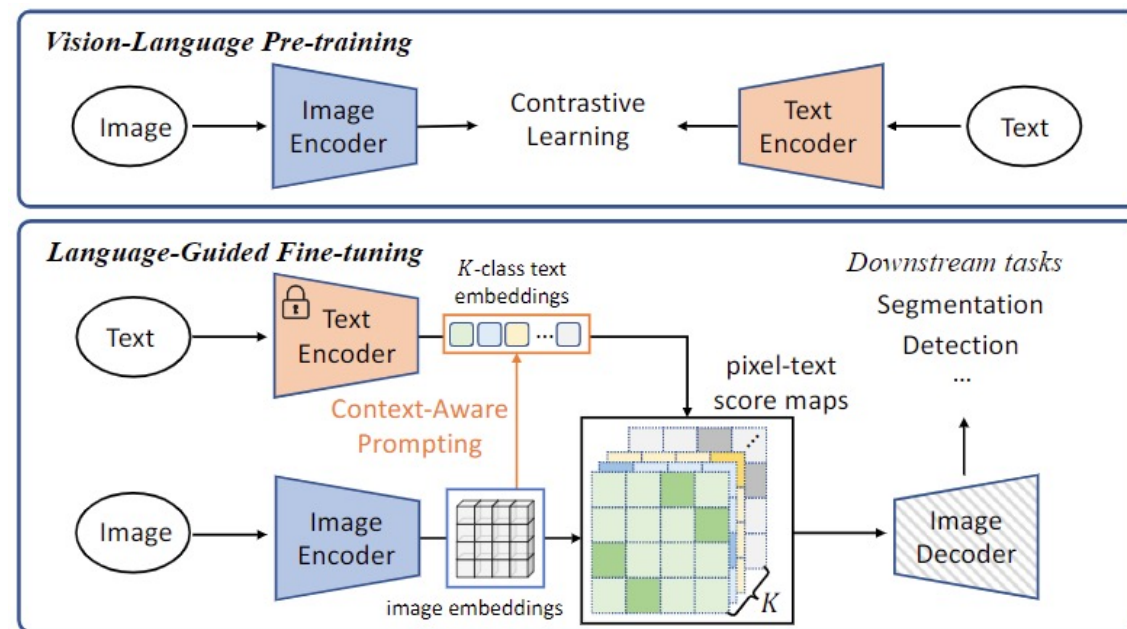 Vision-Language Pre-training
Image
Image
Encoder
Contrastive
Learning
Text
Encoder
Text
Language-Guided Fine-tuning
Text
Text
Encoder
K-class text
embeddings
...
Context-Aware
Prompting
Image
Image
Encoder
image embeddings
pixel-text
score maps
...
K
Image
Decoder
Downstream tasks
Segmentation
Detection
...